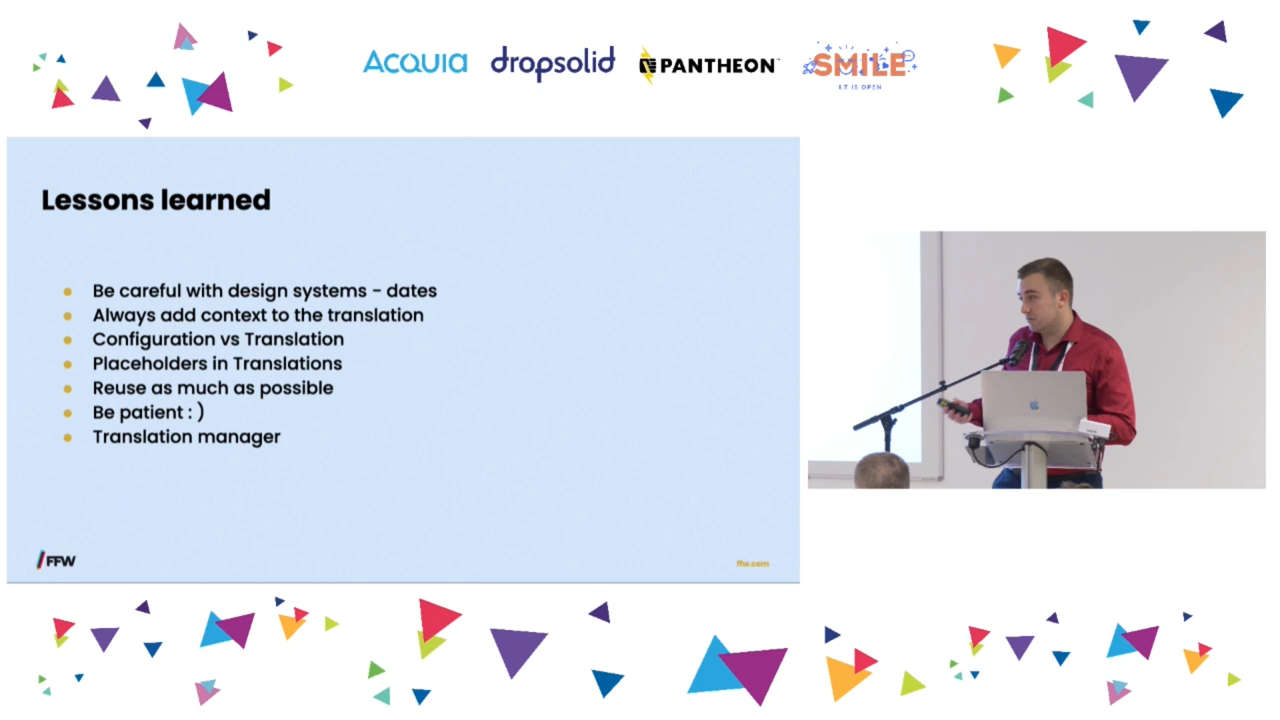 Acquia
dropsolid
PANTHEON
SMILE
I.T IS OPEN
Lessons learned
Be careful with design systems - dates
Always add context to the translation
Configuration vs Translation
Placeholders in Translations
Reuse as much as possible
Be patient : )
Translation manager
FFW
ffw.com